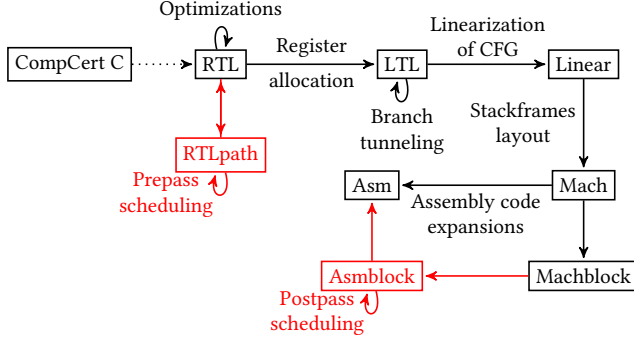 Optimizations
CompCert C
RTL
Register
allocation
LTL
Linearization
of CFG
Linear
Branch
tunneling
Stackframes
layout
RTLpath
Prepass
scheduling
Asm
Assembly code
expansions
Mach
Asmblock
Machblock
Postpass
scheduling